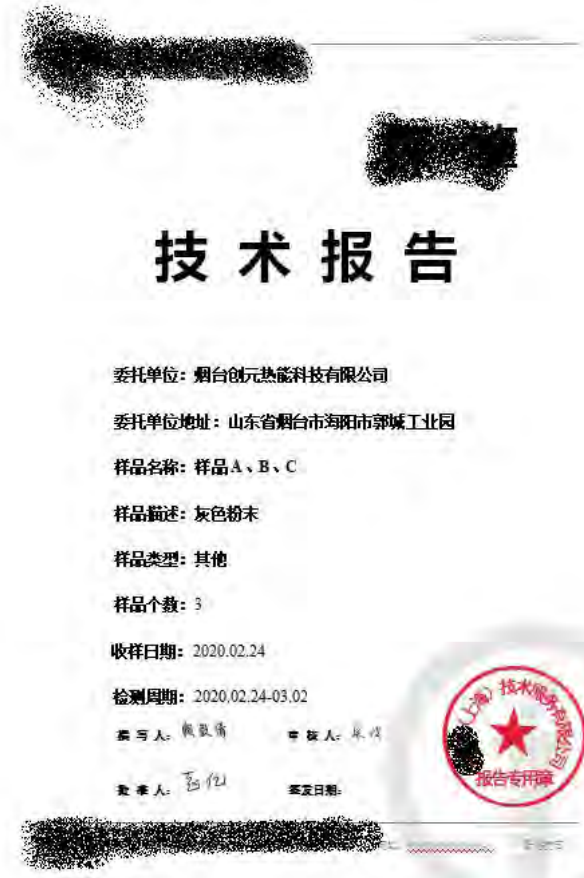 技术报告
委托单位：烟台创元热能科技有限公司
委托单位地址：山东省烟台市海阳市郭城工业园
样品名称：样品A、B、C
样品描述：灰色粉末
样品类型：其他
样品个数：3
收样日期：2020.02.24
检测周期：2020.02.24-03.02
撰写人： 审核人：
批准人： 签发日期：
（上海）技术服务有限公司
报告专用章